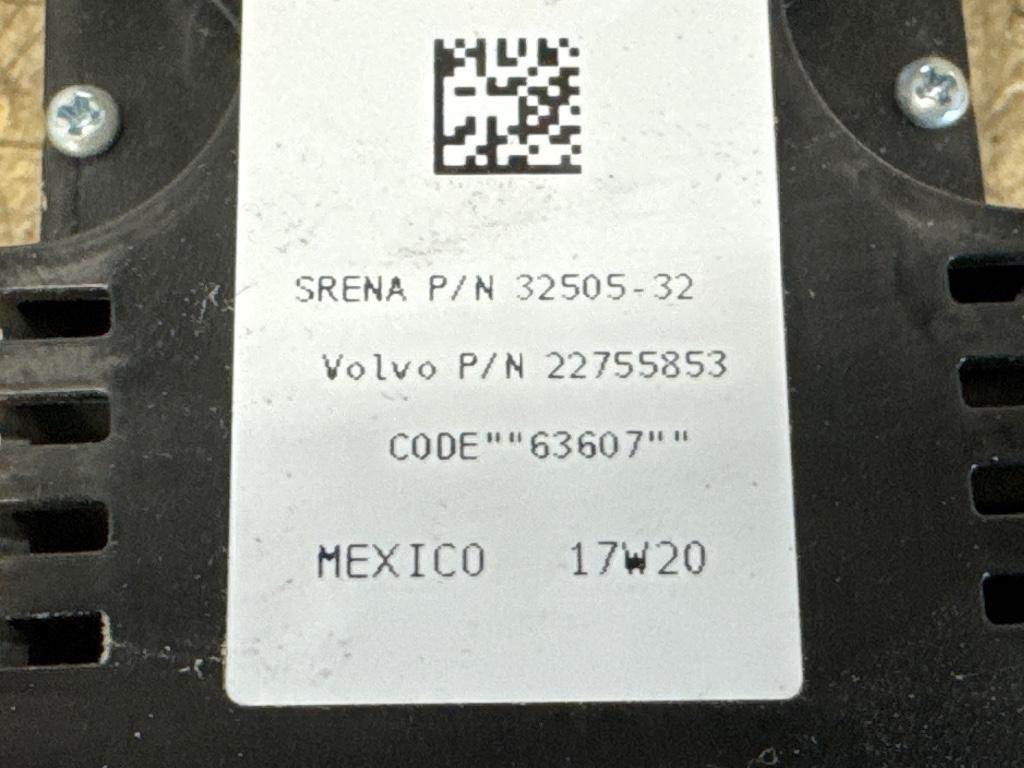 SRENA P/N 32505-32
Volvo P/N 22755853
CODE""63607""
MEXICO 17W20